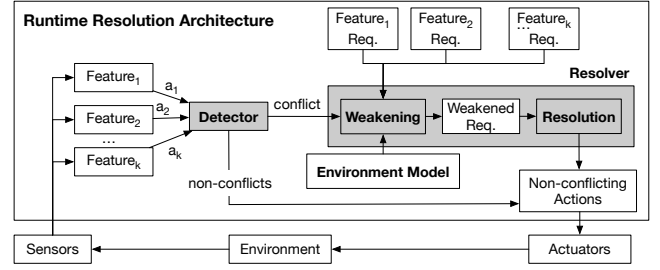 Runtime Resolution Architecture
Feature1 Req.
Feature2 Req.
...
Featurek Req.
Resolver
Feature1
Feature2
...
Featurek
a1
a2
ak
Detector
conflict
Weakening
Weakened
Req.
Resolution
Environment Model
non-conflicts
Non-conflicting
Actions
Sensors
Environment
Actuators